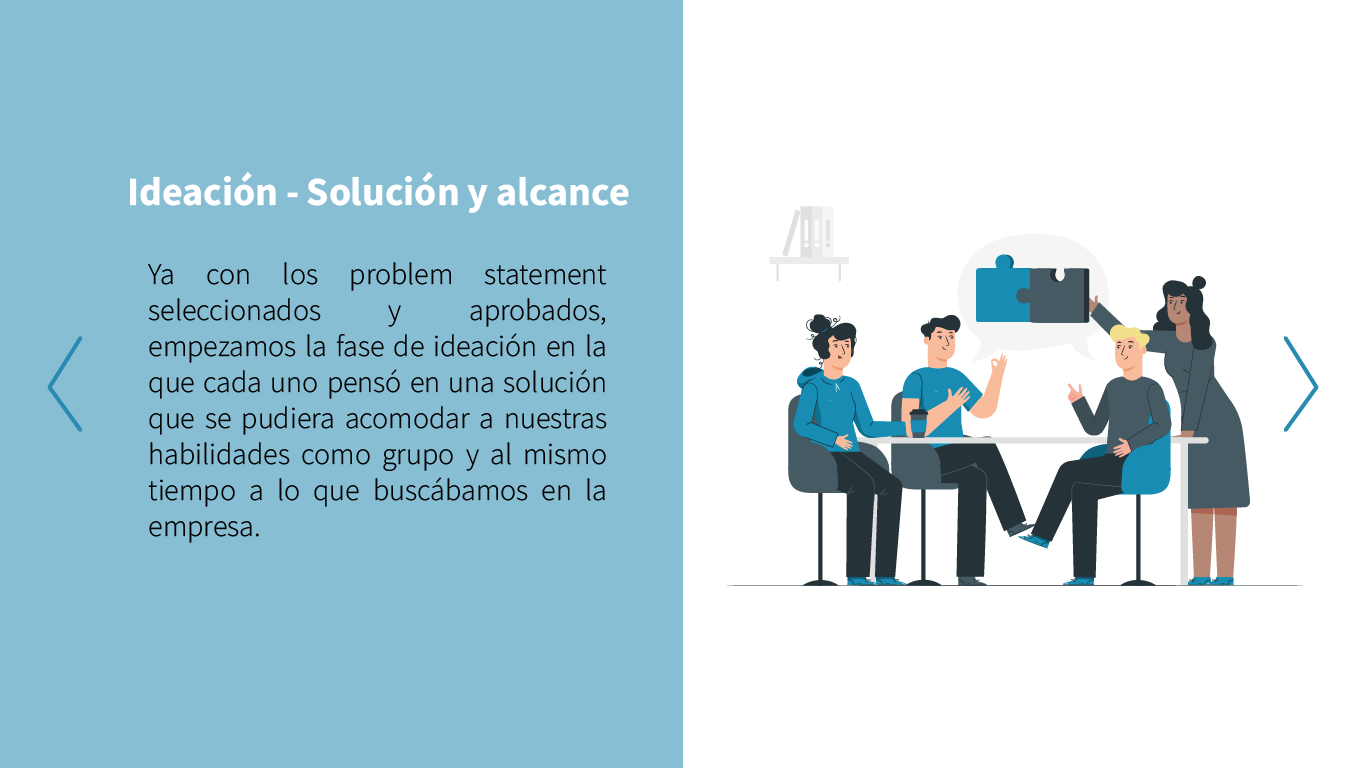 Ideación - Solución y alcance
Ya con los problem statement
seleccionados y aprobados,
empezamos la fase de ideación en la
que cada uno pensó en una solución
que se pudiera acomodar a nuestras
habilidades como grupo y al mismo
tiempo a lo que buscábamos en la
empresa.